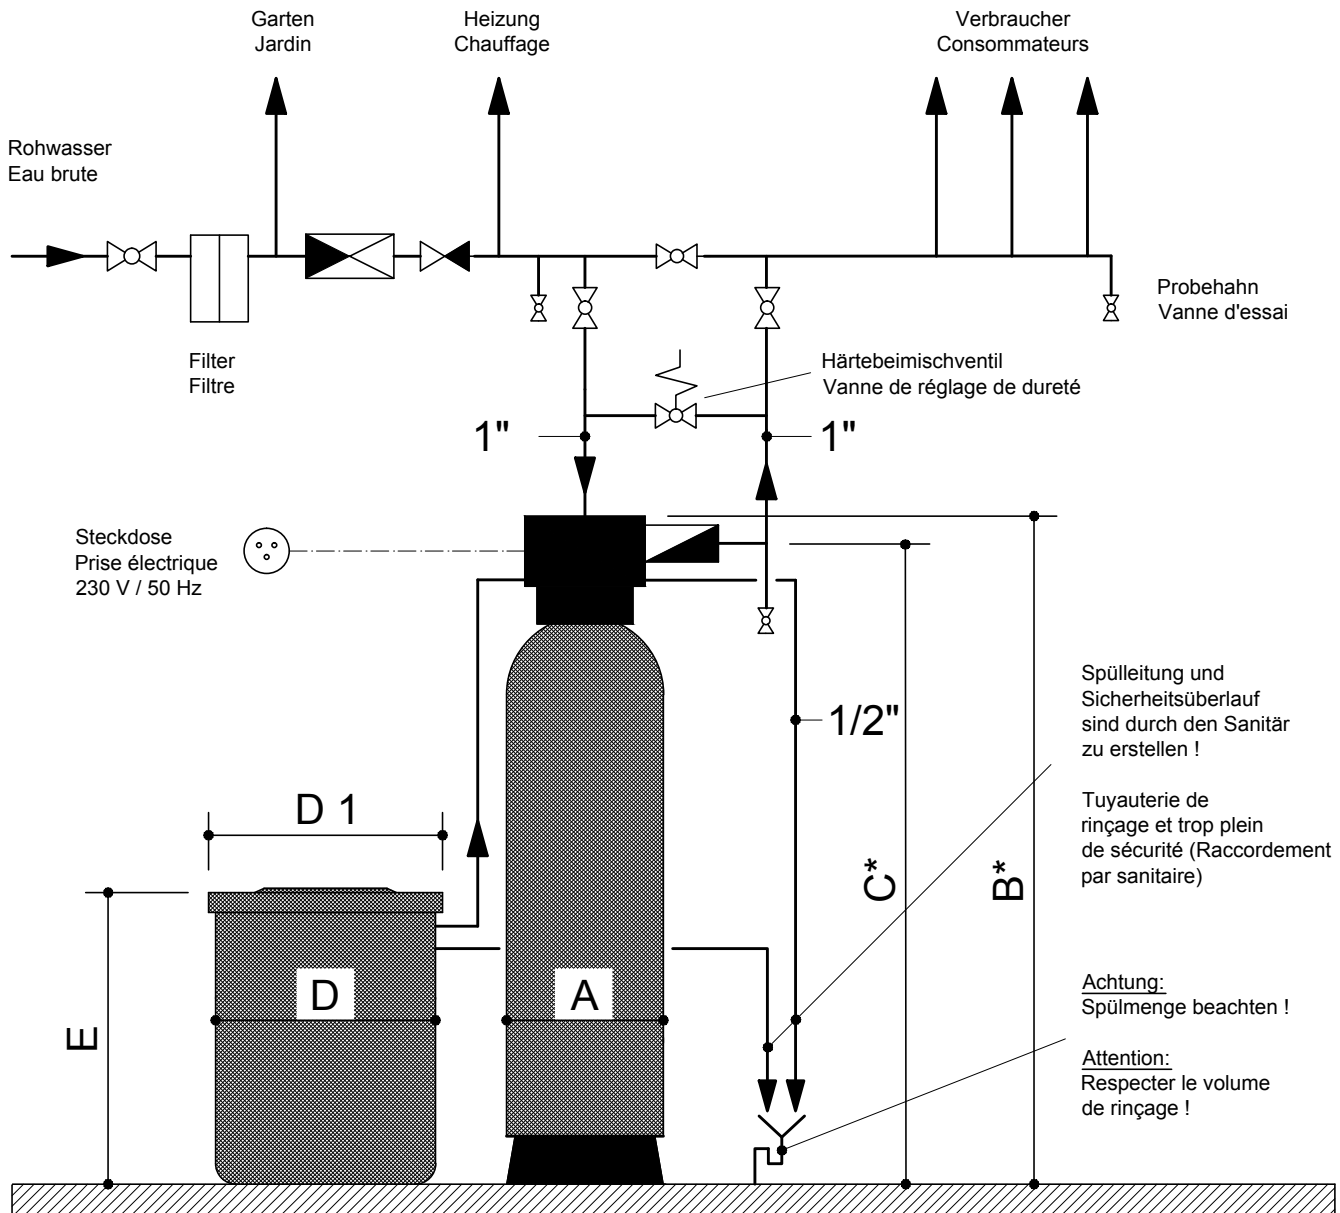 Garten
Jardin
Heizung
Chauffage
Verbraucher
Consommateurs
Rohwasser
Eau brute
Probehahn
Vanne d'essai
Filter
Filtre
Härtebeimischventil
Vanne de réglage de dureté
1"
1"
Steckdose
Prise électrique
230 V / 50 Hz
Spülleitung und
Sicherheitsüberlauf
sind durch den Sanitär
zu erstellen !
1/2"
Tuyauterie de
rinçage et trop plein
de sécurité (Raccordement
par sanitaire)
D 1
C*
B*
D
A
E
Achtung:
Spülmenge beachten !
Attention:
Respecter le volume
de rinçage !